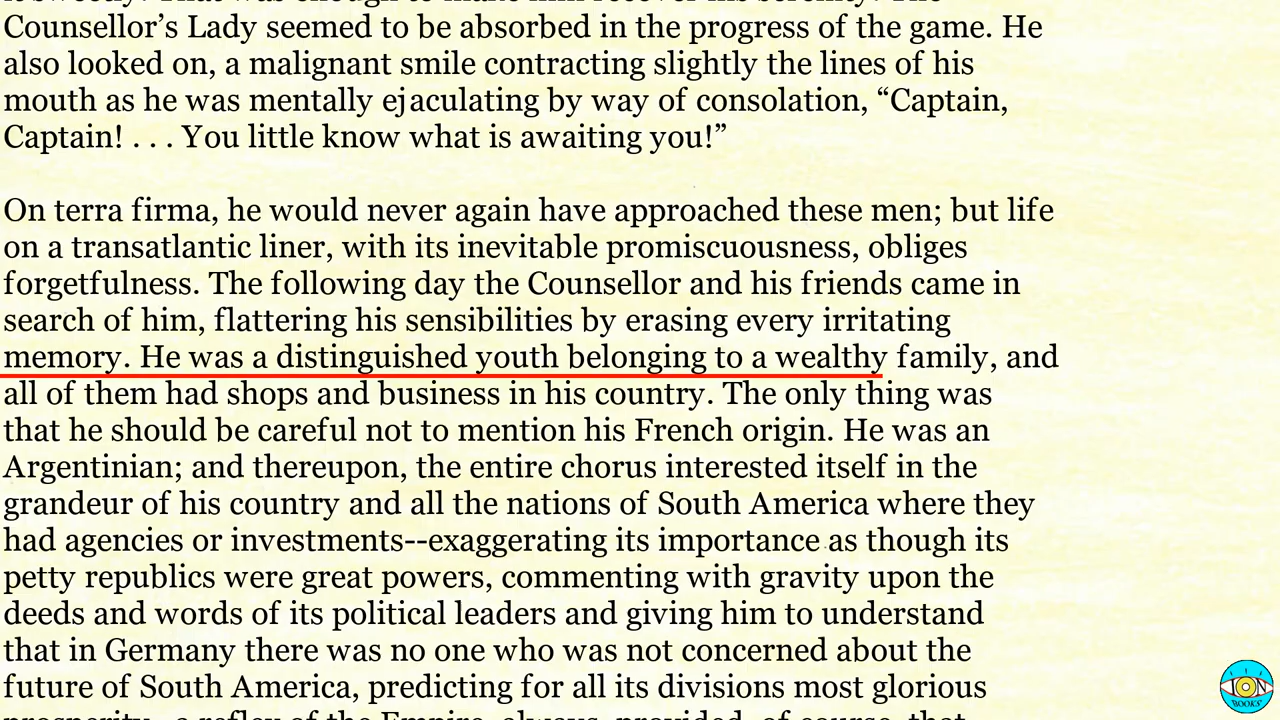 Counsellor’s Lady seemed to be absorbed in the progress of the game. He
also looked on, a malignant smile contracting slightly the lines of his
mouth as he was mentally ejaculating by way of consolation, “Captain,
Captain! . . . You little know what is awaiting you!”
On terra firma, he would never again have approached these men; but life
on a transatlantic liner, with its inevitable promiscuousness, obliges
forgetfulness. The following day the Counsellor and his friends came in
search of him, flattering his sensibilities by erasing every irritating
memory. He was a distinguished youth belonging to a wealthy family, and
all of them had shops and business in his country. The only thing was
that he should be careful not to mention his French origin. He was an
Argentinian; and thereupon, the entire chorus interested itself in the
grandeur of his country and all the nations of South America where they
had agencies or investments--exaggerating its importance as though its
petty republics were great powers, commenting with gravity upon the
deeds and words of its political leaders and giving him to understand
that in Germany there was no one who was not concerned about the
future of South America, predicting for all its divisions most glorious
ION
BOOKS